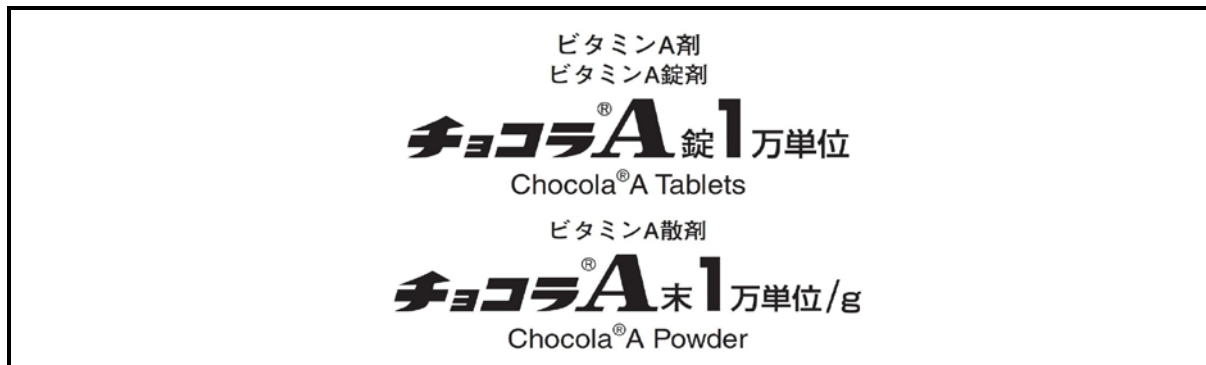 ビタミンA剤
ビタミンA錠剤
チョコラ®A錠1万単位
Chocola®A Tablets
ビタミンA散剤
チョコラ®A末1万単位/g
Chocola®A Powder